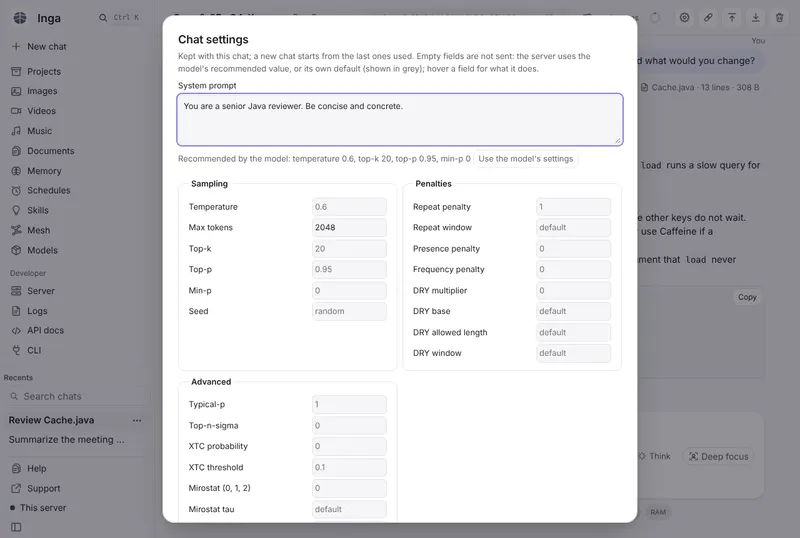 Inga
Ctrl K
New chat
Projects
Images
Videos
Music
Documents
Memory
Schedules
Skills
Mesh
Models
Developer
Server
Logs
API docs
CLI
Recents
Search chats
Review Cache.java
Summarize the meeting ...
Help
Support
This server
Chat settings
Kept with this chat; a new chat starts from the last ones used. Empty fields are not sent: the server uses the
model's recommended value, or its own default (shown in grey); hover a field for what it does.
System prompt
You are a senior Java reviewer. Be concise and concrete.
Recommended by the model: temperature 0.6, top-k 20, top-p 0.95, min-p 0
Use the model's settings
Sampling
Temperature 0.6
Max tokens 2048
Top-k 20
Top-p 0.95
Min-p 0
Seed random
Penalties
Repeat penalty 1
Repeat window default
Presence penalty 0
Frequency penalty 0
DRY multiplier 0
DRY base default
DRY allowed length default
DRY window default
Advanced
Typical-p 1
Top-n-sigma 0
XTC probability 0
XTC threshold 0.1
Mirostat (0, 1, 2) 0
Mirostat tau default
You
d what would you change?
Cache.java · 13 lines · 308 B
load runs a slow query for
e other keys do not wait.
use Caffeine if a
ment that load never
Copy
Think
Deep focus
RAM